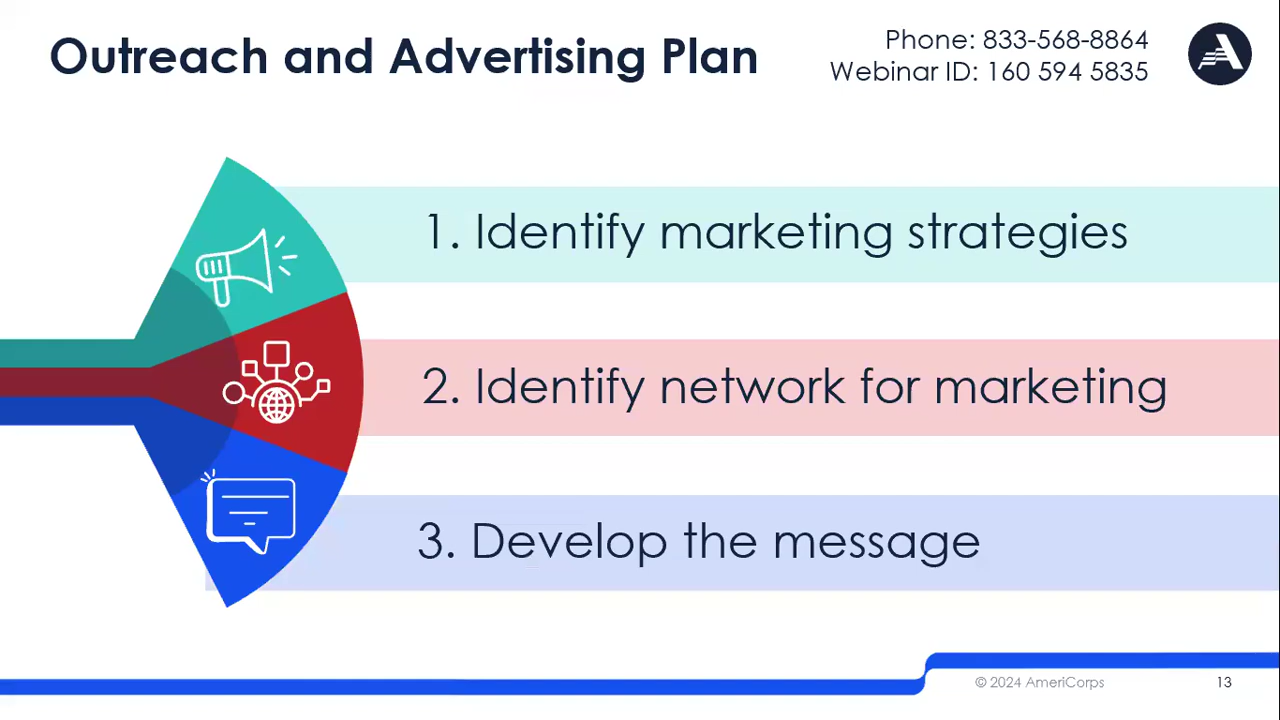 Outreach and Advertising Plan
Phone: 833-568-8864
Webinar ID: 160 594 5835
1. Identify marketing strategies
2. Identify network for marketing
3. Develop the message
© 2024 AmeriCorps
13